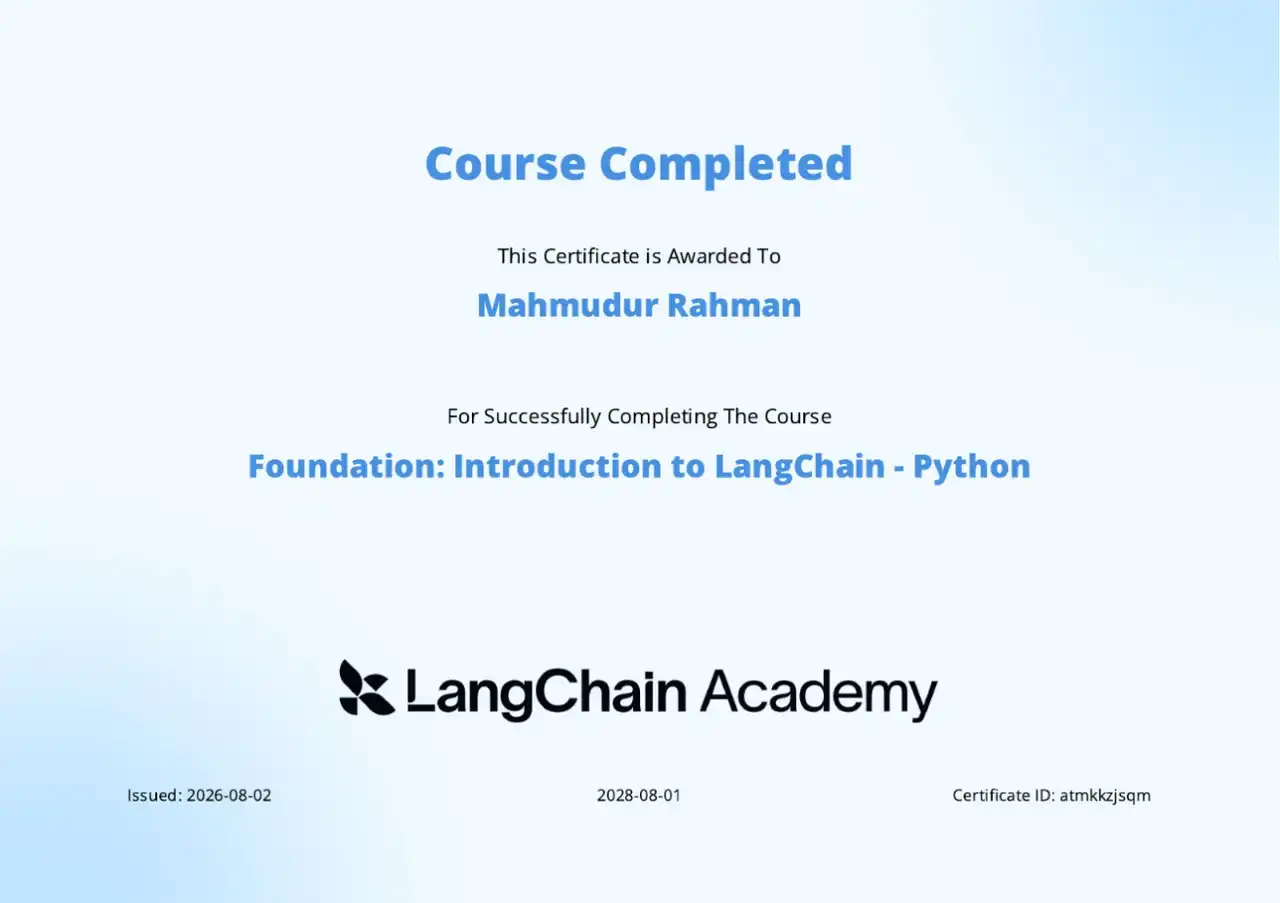 Course Completed
This Certificate is Awarded To
Mahmudur Rahman
For Successfully Completing The Course
Foundation: Introduction to LangChain - Python
LangChain Academy
Issued: 2026-08-02
2028-08-01
Certificate ID: atmkkzjsqm